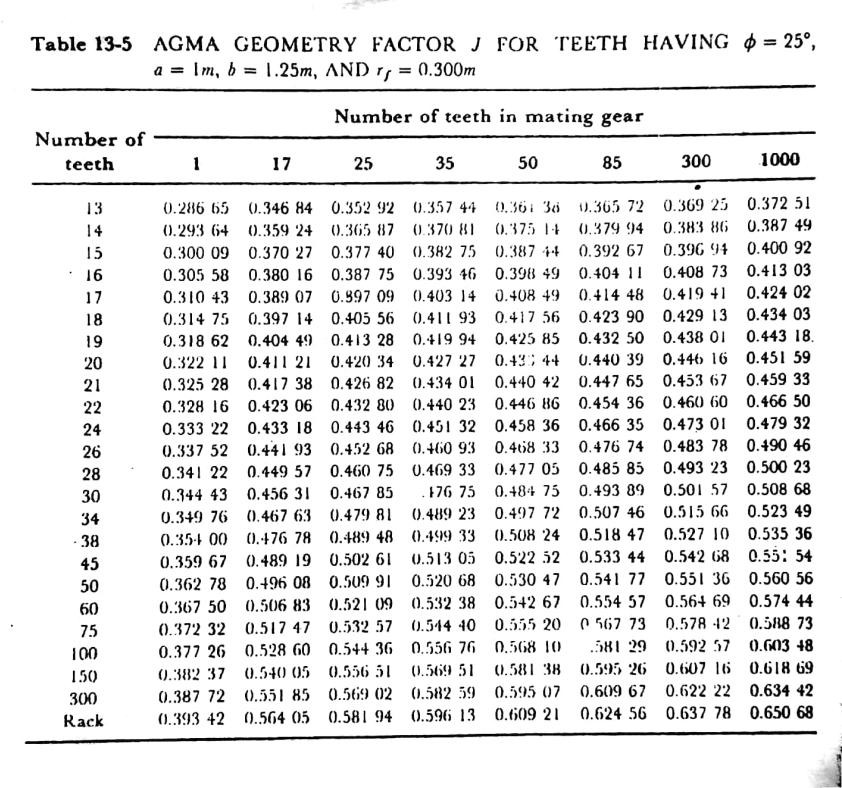 Table 13-5 AGMA GEOMETRY FACTOR J FOR TEETH HAVING ϕ = 25°,
a = 1m, b = 1.25m, AND r_f = 0.300m
Number of teeth in mating gear
Number of
teeth 1 17 25 35 50 85 300 1000
13 0.286 65 0.346 84 0.352 92 0.357 44 0.361 38 0.365 72 0.369 25 0.372 51
14 0.293 64 0.359 24 0.365 87 0.370 81 0.375 14 0.379 94 0.383 86 0.387 49
15 0.300 09 0.370 27 0.377 40 0.382 75 0.387 44 0.392 67 0.396 94 0.400 92
16 0.305 58 0.380 16 0.387 75 0.393 46 0.398 49 0.404 11 0.408 73 0.413 03
17 0.310 43 0.389 07 0.397 09 0.403 14 0.408 49 0.414 48 0.419 41 0.424 02
18 0.314 75 0.397 14 0.405 56 0.411 93 0.417 56 0.423 90 0.429 13 0.434 03
19 0.318 62 0.404 49 0.413 28 0.419 94 0.425 85 0.432 50 0.438 01 0.443 18
20 0.322 11 0.411 21 0.420 34 0.427 27 44 0.440 39 0.446 16 0.451 59
21 0.325 28 0.417 38 0.426 82 0.434 01 0.440 42 0.447 65 0.453 67 0.459 33
22 0.328 16 0.423 06 0.432 80 0.440 23 0.446 86 0.454 36 0.460 60 0.466 50
24 0.333 22 0.433 18 0.443 46 0.451 32 0.458 36 0.466 35 0.473 01 0.479 32
26 0.337 52 0.441 93 0.452 68 0.460 93 0.468 33 0.476 74 0.483 78 0.490 46
28 0.341 22 0.449 57 0.460 75 0.469 33 0.477 05 0.485 85 0.493 23 0.500 23
30 0.344 43 0.456 31 0.467 85 .476 75 0.484 75 0.493 89 0.501 57 0.508 68
34 0.349 76 0.467 63 0.479 81 0.489 23 0.497 72 0.507 46 0.515 66 0.523 49
38 0.354 00 0.476 78 0.489 48 0.499 33 0.508 24 0.518 47 0.527 10 0.535 36
45 0.359 67 0.489 19 0.502 61 0.513 05 0.522 52 0.533 44 0.542 68 54
50 0.362 78 0.496 08 0.509 91 0.520 68 0.530 47 0.541 77 0.551 36 0.560 56
60 0.367 50 0.506 83 0.521 09 0.532 38 0.542 67 0.554 57 0.564 69 0.574 44
75 0.372 32 0.517 47 0.532 57 0.544 40 0.555 20 0 567 73 0.578 42 0.588 73
100 0.377 26 0.528 60 0.544 36 0.556 76 0.568 10 .581 29 0.592 57 0.603 48
150 0.382 37 0.540 05 0.556 51 0.569 51 0.581 38 0.595 26 0.607 16 0.618 69
300 0.387 72 0.551 85 0.569 02 0.582 59 0.595 07 0.609 67 0.622 22 0.634 42
Rack 0.393 42 0.564 05 0.581 94 0.596 13 0.609 21 0.624 56 0.637 78 0.650 68